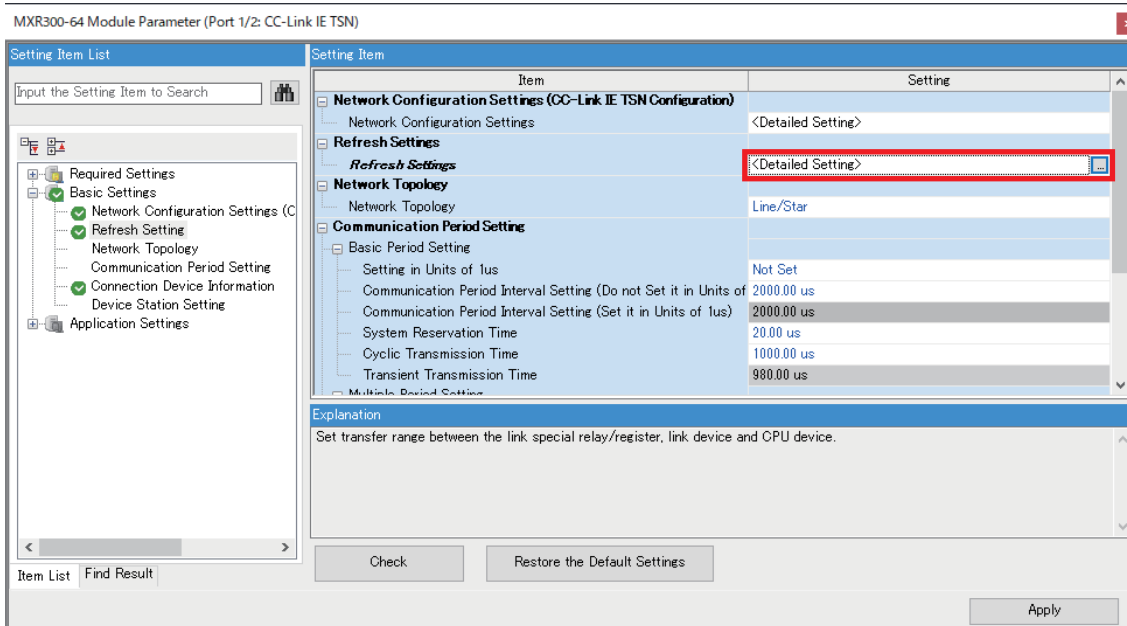 MXR300-64 Module Parameter (Port 1/2: CC-Link IE TSN)
Setting Item List
Input the Setting Item to Search
Required Settings
Basic Settings
Network Configuration Settings (C
Refresh Setting
Network Topology
Communication Period Setting
Connection Device Information
Device Station Setting
Application Settings
Item List
Find Result
Setting Item
Item Setting
Network Configuration Settings (CC-Link IE TSN Configuration)
Network Configuration Settings <Detailed Setting>
Refresh Settings
Refresh Settings <Detailed Setting> ...
Network Topology
Network Topology Line/Star
Communication Period Setting
Basic Period Setting
Setting in Units of 1us Not Set
Communication Period Interval Setting (Do not Set it in Units of 2000.00 us
Communication Period Interval Setting (Set it in Units of 1us) 2000.00 us
System Reservation Time 20.00 us
Cyclic Transmission Time 1000.00 us
Transient Transmission Time 980.00 us
Multiple Period Setting
Explanation
Set transfer range between the link special relay/register, link device and CPU device.
Check
Restore the Default Settings
Apply